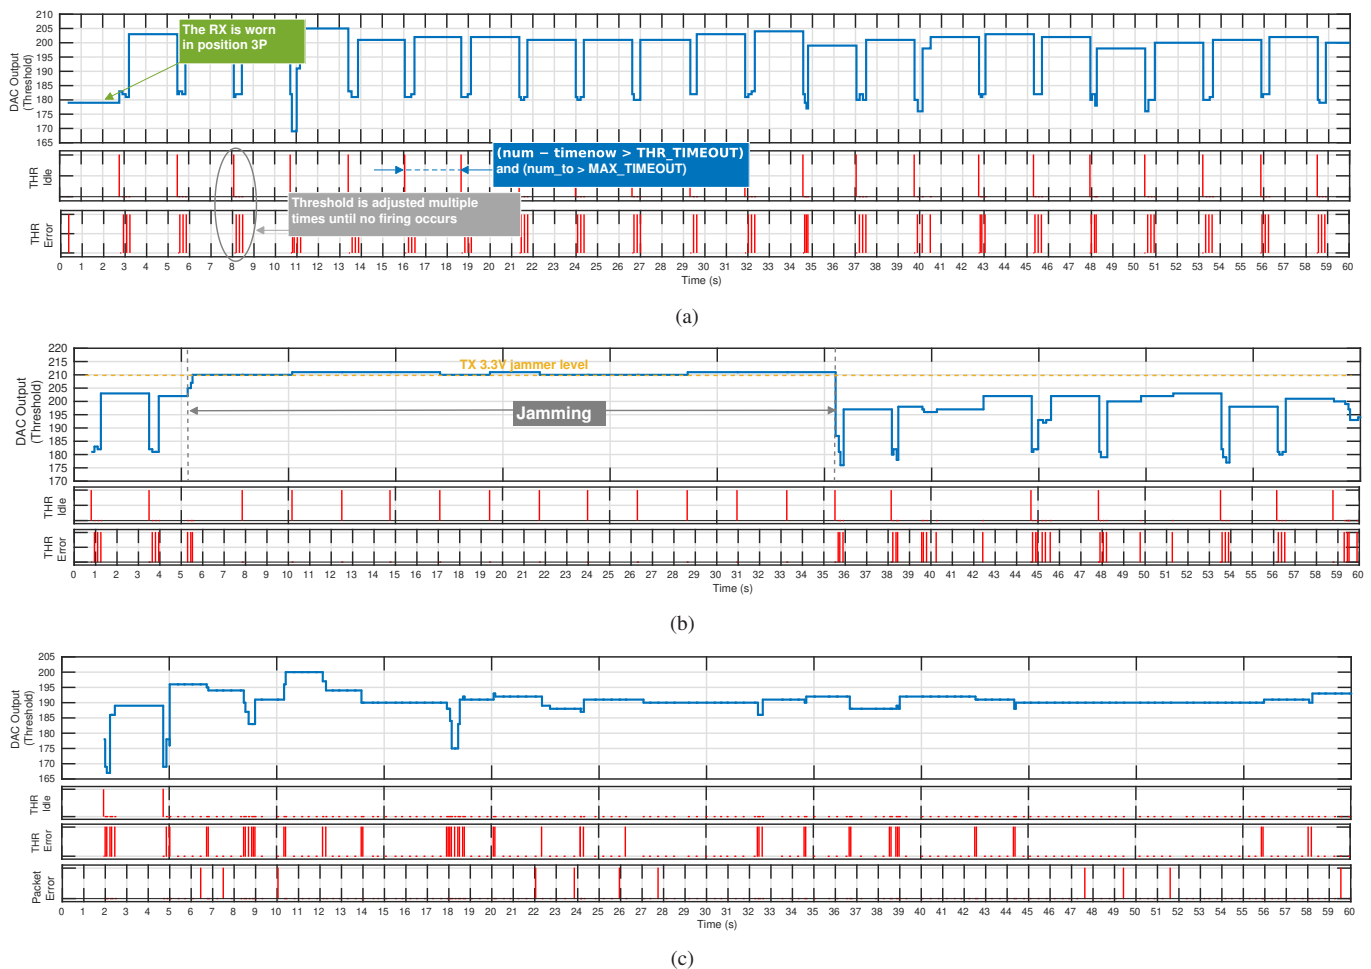 210
205
200
195
190
185
180
175
170
165
DAC Output
(Threshold)
The RX is worn
in position 3P
THR
Idle
(num − timenow > THR_TIMEOUT)
and (num_to > MAX_TIMEOUT)
Threshold is adjusted multiple
times until no firing occurs
THR
Error
0 1 2 3 4 5 6 7 8 9 10 11 12 13 14 15 16 17 18 19 20 21 22 23 24 25 26 27 28 29 30 31 32 33 34 35 36 37 38 39 40 41 42 43 44 45 46 47 48 49 50 51 52 53 54 55 56 57 58 59 60
Time (s)
(a)
220
215
210
205
200
195
190
185
180
175
170
DAC Output
(Threshold)
TX 3.3V jammer level
Jamming
THR
Idle
THR
Error
0 1 2 3 4 5 6 7 8 9 10 11 12 13 14 15 16 17 18 19 20 21 22 23 24 25 26 27 28 29 30 31 32 33 34 35 36 37 38 39 40 41 42 43 44 45 46 47 48 49 50 51 52 53 54 55 56 57 58 59 60
Time (s)
(b)
205
200
195
190
185
180
175
170
165
DAC Output
(Threshold)
THR
Idle
THR
Error
Packet
Error
0 1 2 3 4 5 6 7 8 9 10 11 12 13 14 15 16 17 18 19 20 21 22 23 24 25 26 27 28 29 30 31 32 33 34 35 36 37 38 39 40 41 42 43 44 45 46 47 48 49 50 51 52 53 54 55 56 57 58 59 60
Time (s)
(c)